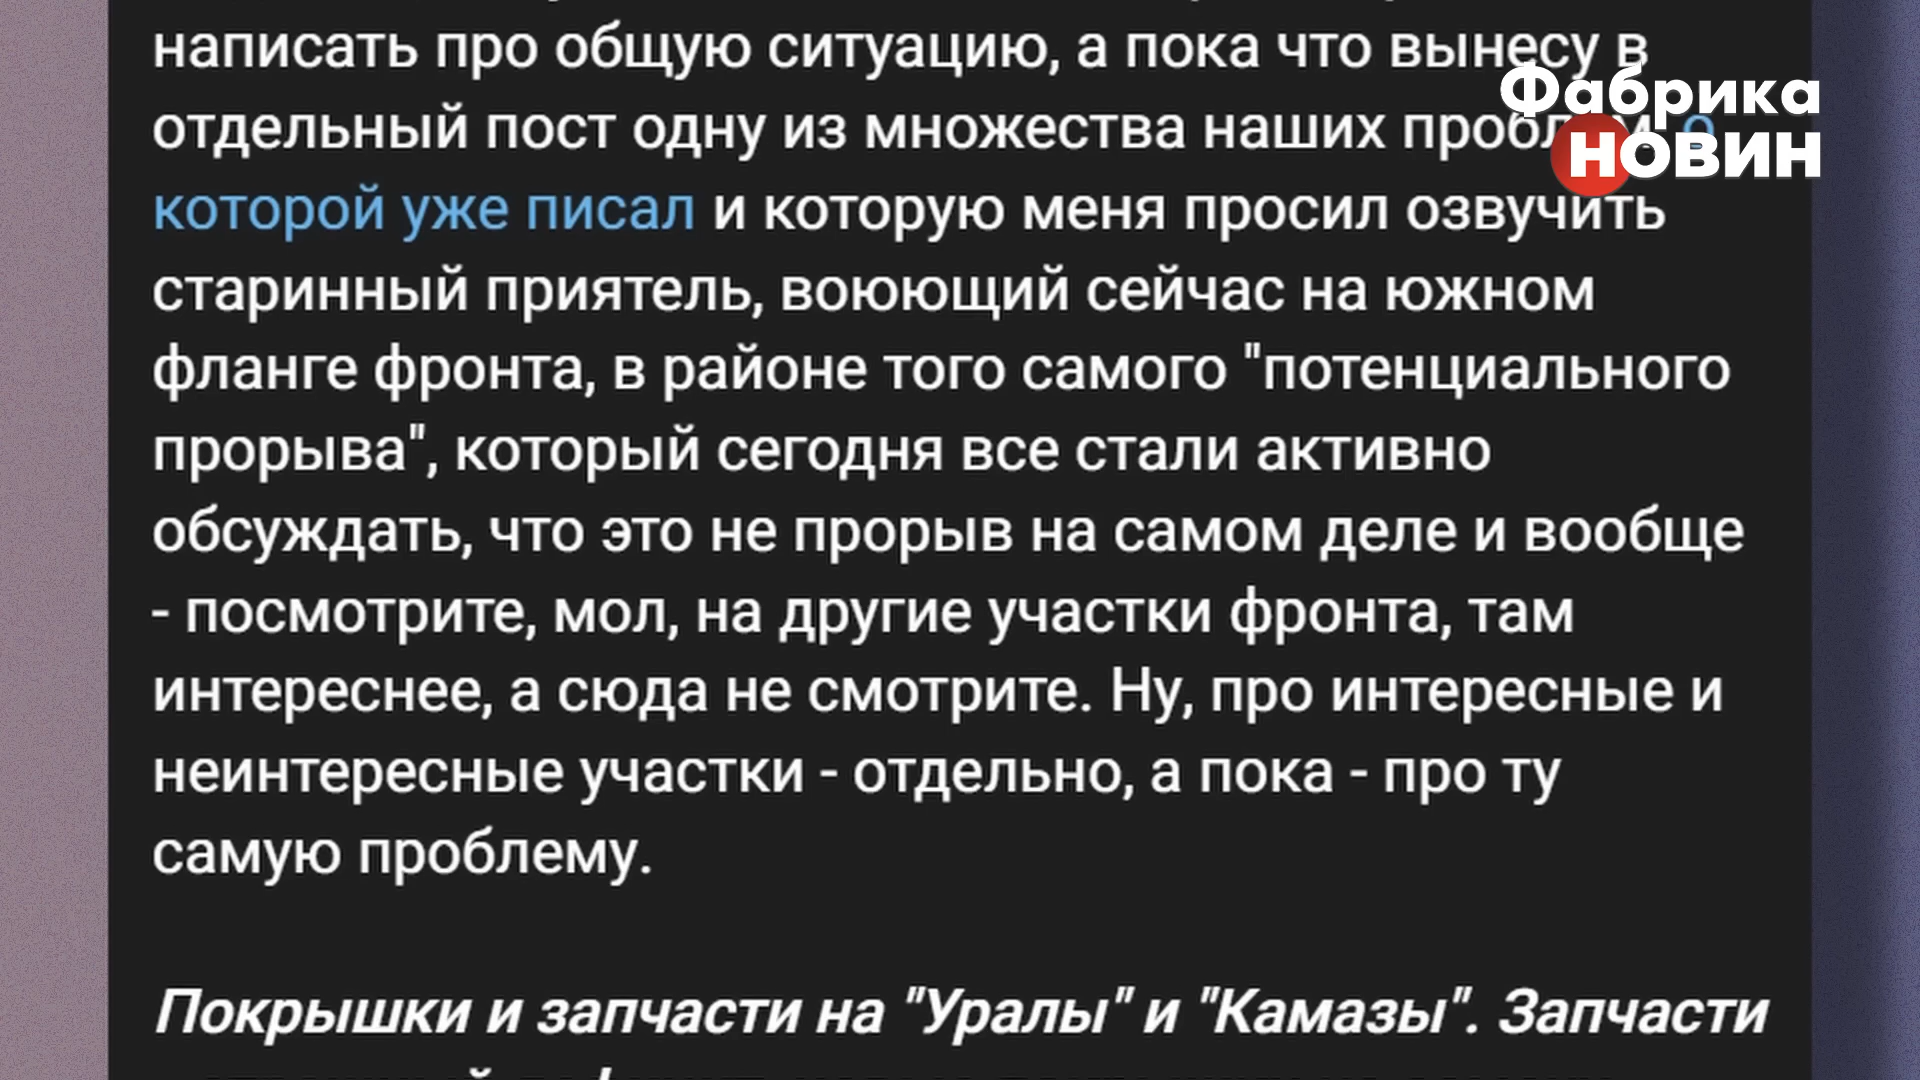 написать про общую ситуацию, а пока что вынесу в
отдельный пост одну из множества наших проблем, о
которой уже писал и которую меня просил озвучить
старинный приятель, воюющий сейчас на южном
фланге фронта, в районе того самого "потенциального
прорыва", который сегодня все стали активно
обсуждать, что это не прорыв на самом деле и вообще
- посмотрите, мол, на другие участки фронта, там
интереснее, а сюда не смотрите. Ну, про интересные и
неинтересные участки - отдельно, а пока - про ту
самую проблему.
Покрышки и запчасти на "Уралы" и "Камазы". Запчасти
Фабрика
новин